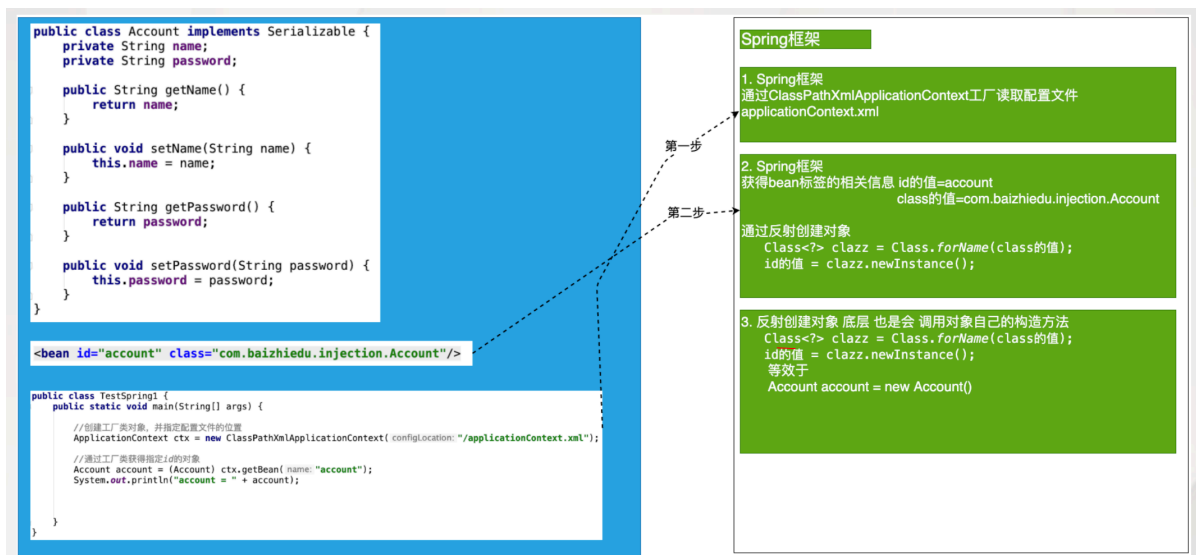 public class Account implements Serializable {
private String name;
private String password;
public String getName() {
return name;
}
public void setName(String name) {
this.name = name;
}
public String getPassword() {
return password;
}
public void setPassword(String password) {
this.password = password;
}
}
<bean id="account" class="com.baizhiedu.injection.Account"/>
public class TestSpring1 {
public static void main(String[] args) {
//创建工厂类对象，并指定配置文件的位置
ApplicationContext ctx = new ClassPathXmlApplicationContext( configLocation: "/applicationContext.xml");
//通过工厂类获得指定id的对象
Account account = (Account) ctx.getBean( name: "account");
System.out.println("account = " + account);
}
}
第一步
第二步
Spring框架
1. Spring框架
通过ClassPathXmlApplicationContext工厂读取配置文件
applicationContext.xml
2. Spring框架
获得bean标签的相关信息 id的值=account
class的值=com.baizhiedu.injection.Account
通过反射创建对象
Class<?> clazz = Class.forName(class的值);
id的值 = clazz.newInstance();
3. 反射创建对象 底层 也是会 调用对象自己的构造方法
Class<?> clazz = Class.forName(class的值);
id的值 = clazz.newInstance();
等效于
Account account = new Account()